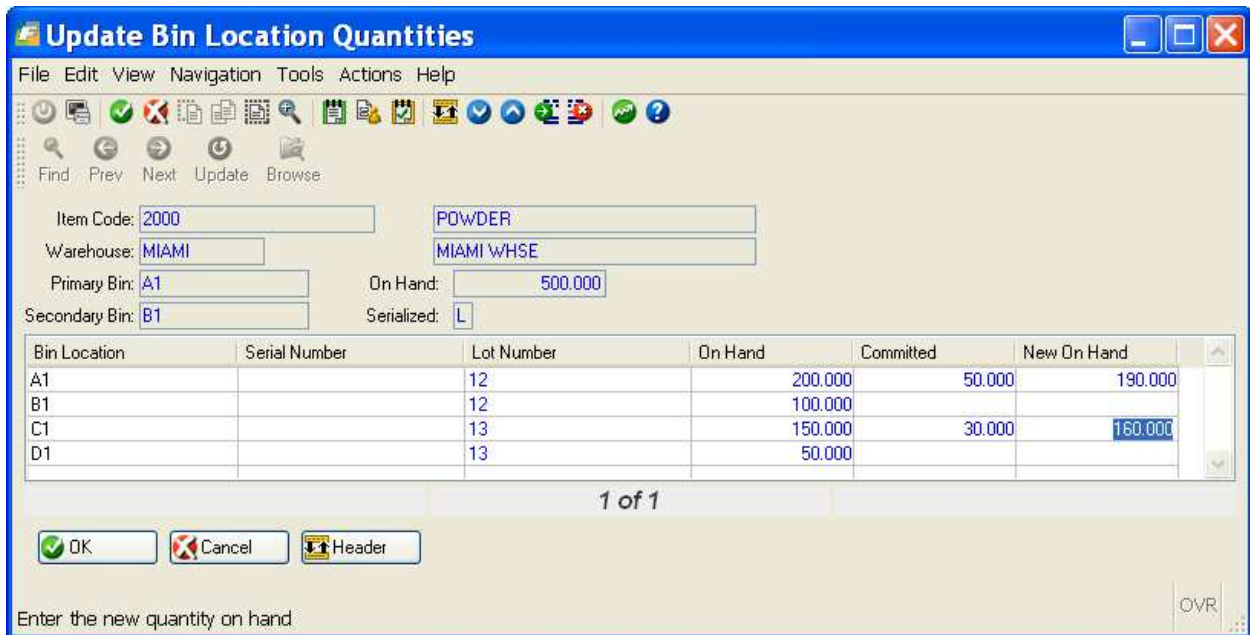 Update Bin Location Quantities
File Edit View Navigation Tools Actions Help
Find Prev Next Update Browse
Item Code: 2000 POWDER
Warehouse: MIAMI MIAMI WHSE
Primary Bin: A1 On Hand: 500.000
Secondary Bin: B1 Serialized: L
Bin Location Serial Number Lot Number On Hand Committed New On Hand
A1 12 200.000 50.000 190.000
B1 12 100.000
C1 13 150.000 30.000 160.000
D1 13 50.000
1 of 1
OK Cancel Header
Enter the new quantity on hand OVR